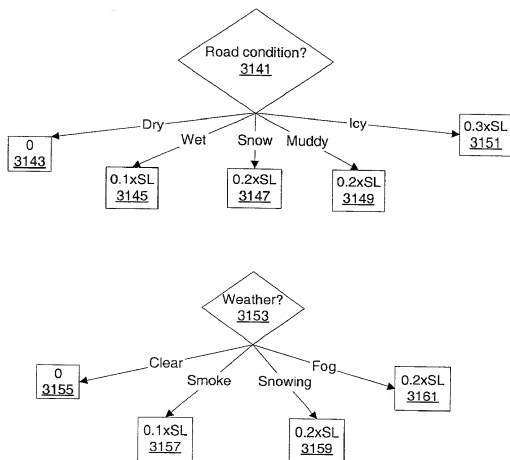 Road condition?
3141
Dry
Wet
Snow
Muddy
Icy
0
3143
0.1xSL
3145
0.2xSL
3147
0.2xSL
3149
0.3xSL
3151
Weather?
3153
Clear
Smoke
Snowing
Fog
0
3155
0.1xSL
3157
0.2xSL
3159
0.2xSL
3161